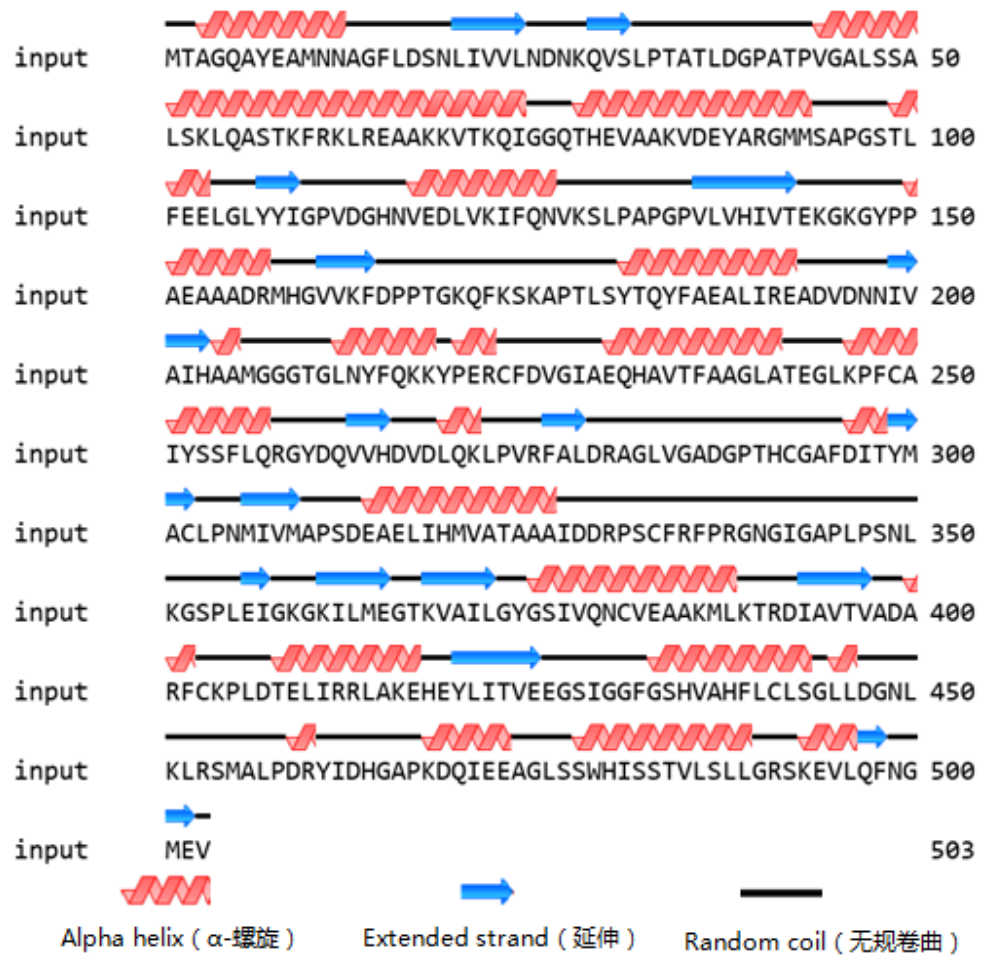 input MTAGQAYEAMNNAGFLDSNLIVVLNDNKQVSLPTATLDGPATPVGALSSA 50
input LSKLQASTKFRKLREAAKKVTKQIGGQTHEVAAKVDEYARGMMSAPGSTL 100
input FEELGLYYIGPVDGHNVEDLVKIFQNVKSLPAPGPVLVHIVTEKGKGYPP 150
input AEAAADRMHGVVKFDPPTGKQFKSKAPTLSYTQYFAEALIREADVDNNIV 200
input AIHAAMGGGTGLNYFQKKYPERCFDVGIAEQHAVTFAAGLATEGLKPFCA 250
input IYSSFLQRGYDQVVHDVDLQKLPVRFALDRAGLVGADGPTHCGAFDITYM 300
input ACLPNMIVMAPSDEAELIHMVATAAAIDDRPSCFRFPRGNGIGAPLPSNL 350
input KGSPLEIGKGKILMEGTKVAILGYGSIVQNCVEAAKMLKTRDIAVTVADA 400
input RFCKPLDTELIRRLAKEHEYLITVEEGSIGGFGSHVAHFLCLSGLLDGNL 450
input KLRSMALPDRYIDHGAPKDQIEEAGLSSWHISSTVLSLLGRSKEVLQFNG 500
input MEV 503
Alpha helix ( α-螺旋 ) Extended strand ( 延伸 ) Random coil ( 无规卷曲 )